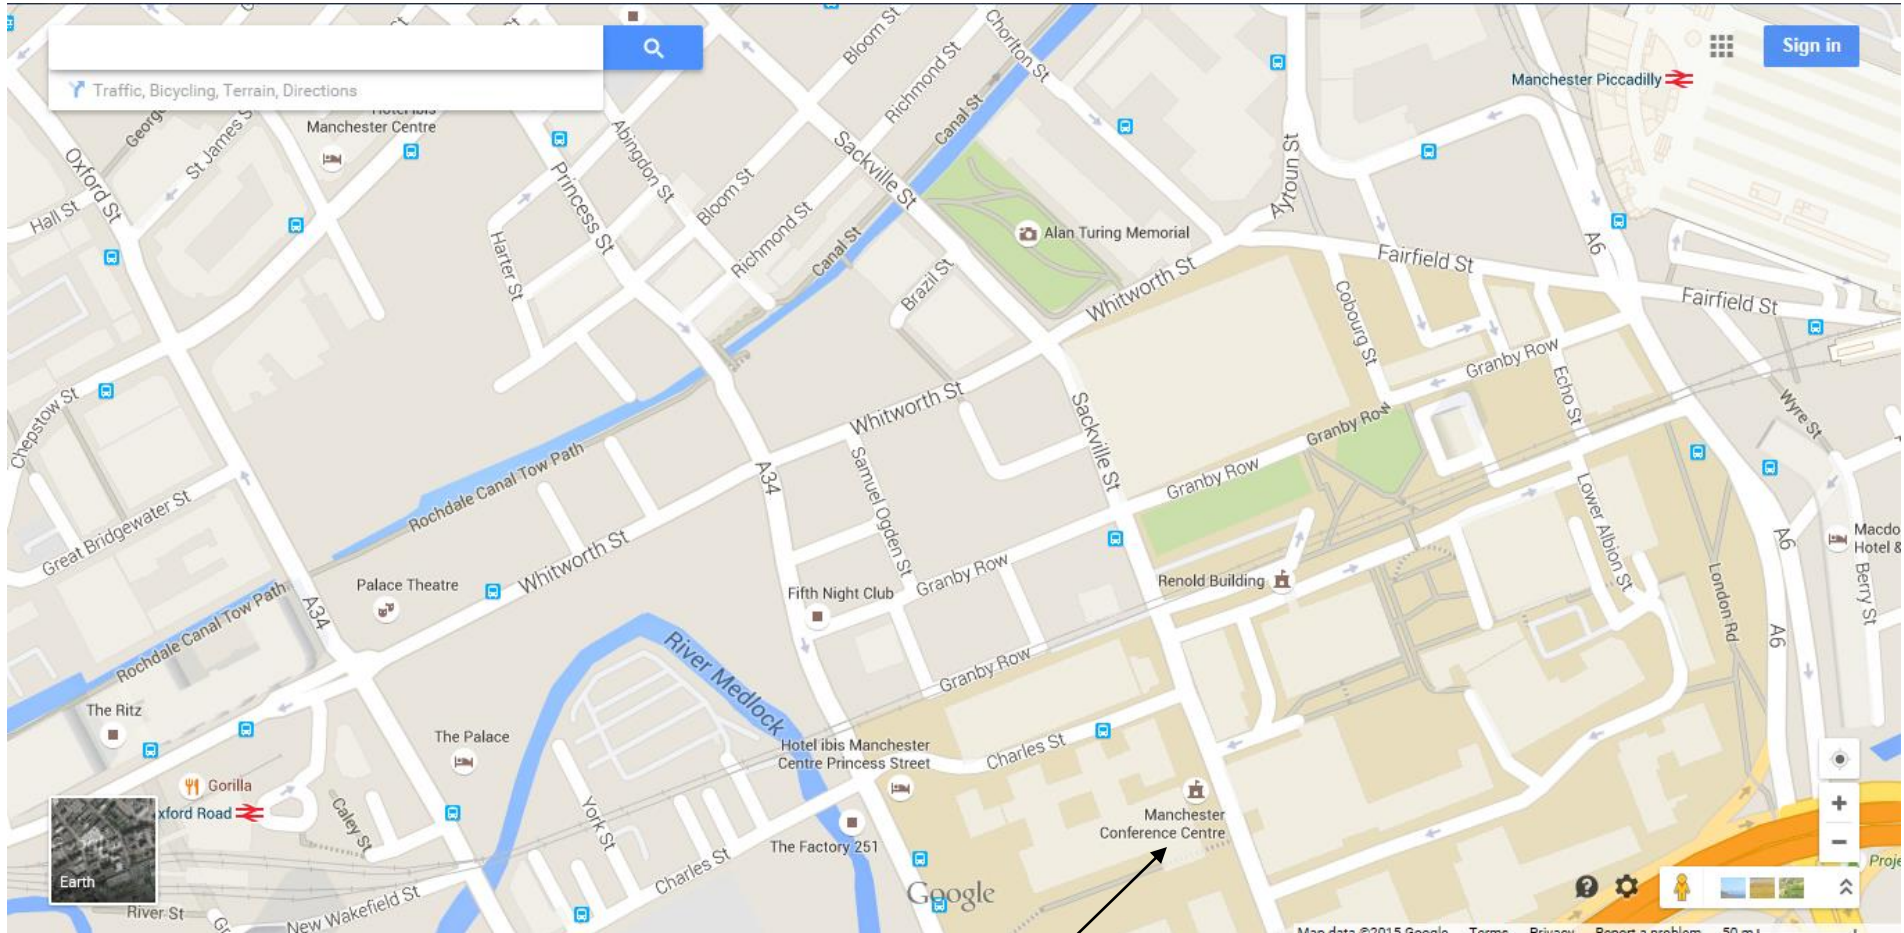 Sign in
Traffic, Bicycling, Terrain, Directions
Manchester Piccadilly
Hotel ibis
Manchester Centre
Bloom St
Richmond St
Chorlton St
Canal St
Sackville St
Abingdon St
St James S
Georg
Oxford St
Hall St
Princess St
Harter St
Bloom St
Richmond St
Canal St
Brazil St
Alan Turing Memorial
Aytoun St
Whitworth St
Fairfield St
A6
Fairfield St
Cobourg St
Granby Row
Echo St
Wyre St
Chepstow St
Whitworth St
Sackville St
Granby Row
Granby Row
Rochdale Canal Tow Path
A34
Samuel Ogden St
Lower Albion St
Great Bridgewater St
Whitworth St
Palace Theatre
Granby Row
Fifth Night Club
Renold Building
London Rd
A6
Macdo
Hotel &
Berry St
A6
Rochdale Canal Tow Path
A34
River Medlock
Granby Row
The Ritz
The Palace
Hotel ibis Manchester
Centre Princess Street
Charles St
Gorilla
xford Road
Caley St
York St
Manchester
Conference Centre
The Factory 251
Charles St
Earth
River St
New Wakefield St
Google
Proje
Map data ©2015 Google Terms Privacy Report a problem 50 m